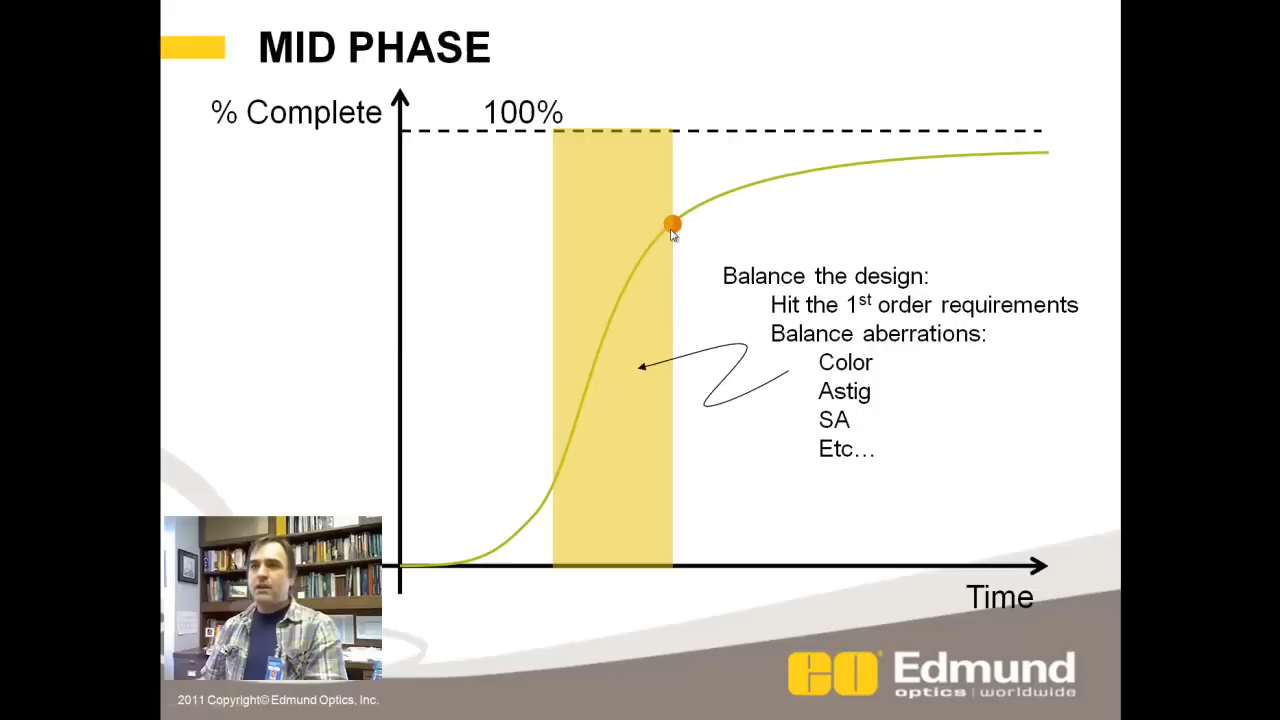 MID PHASE
% Complete
100%
Balance the design:
Hit the 1st order requirements
Balance aberrations:
Color
Astig
SA
Etc…
Time
EO® Edmund
optics | worldwide
2011 Copyright© Edmund Optics, Inc.